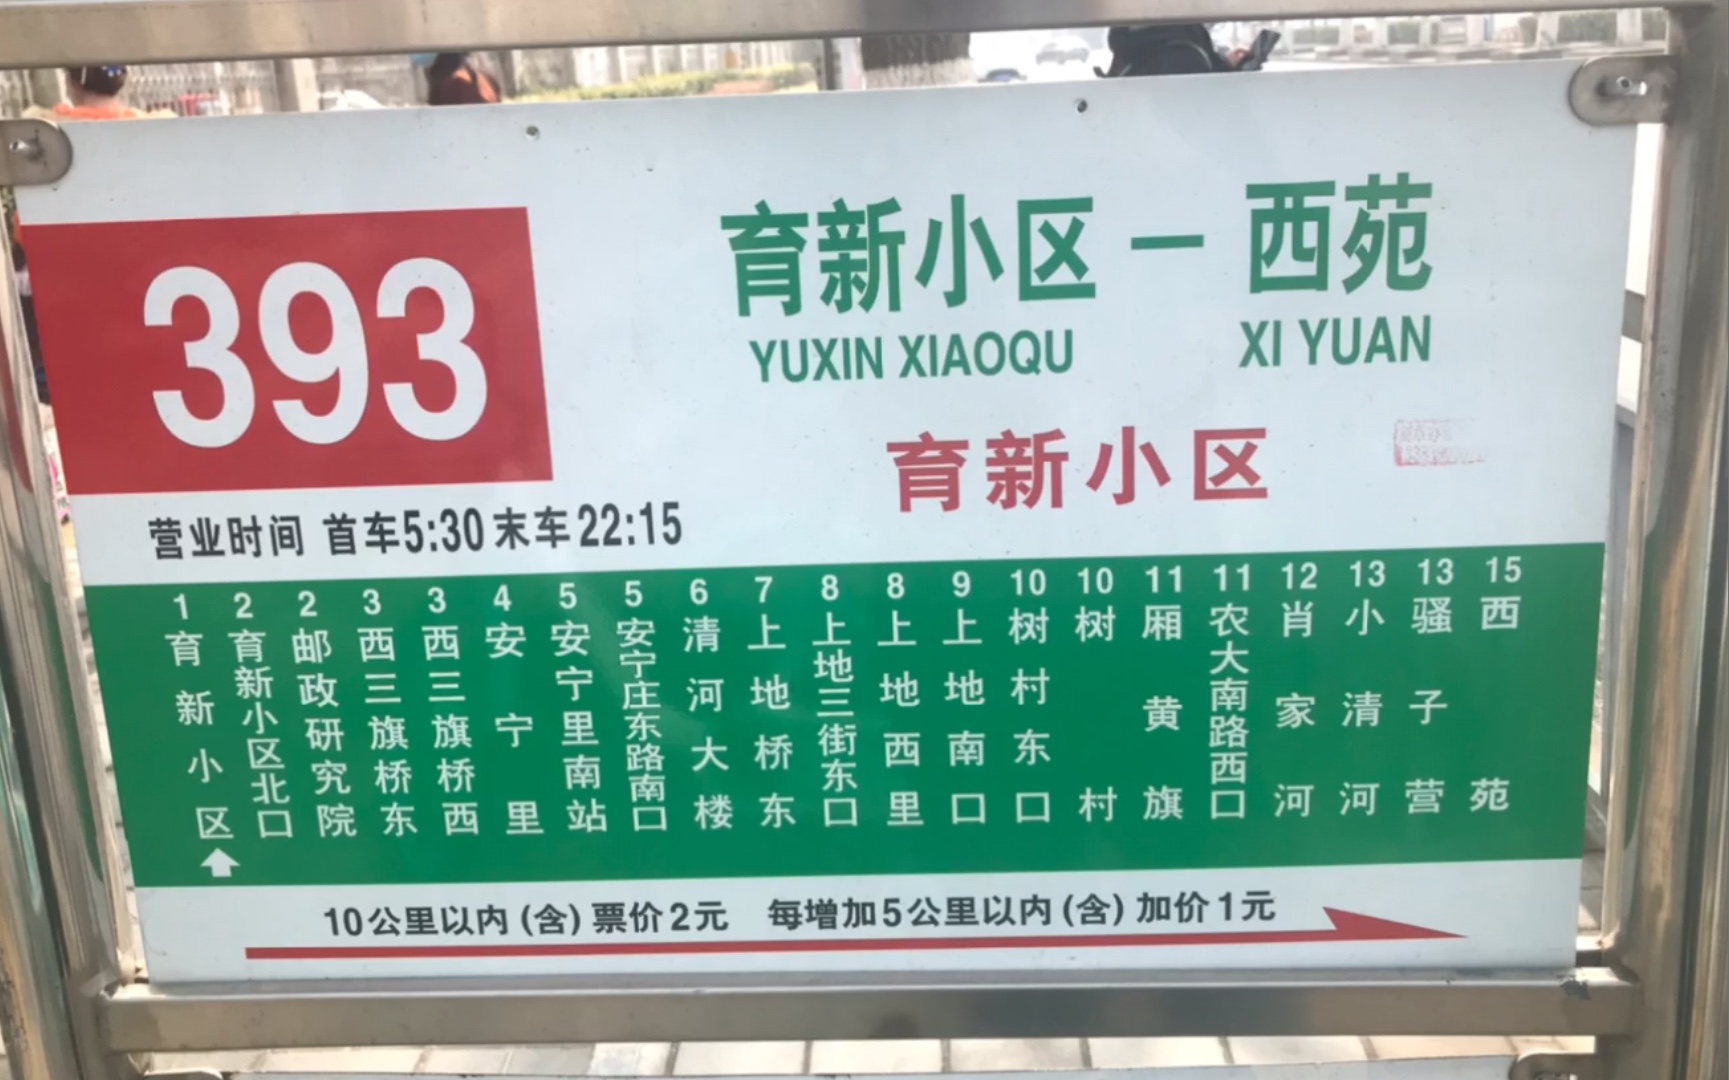 393
育新小区 — 西苑
YUXIN XIAOQU XI YUAN
育新小区
营业时间 首车5:30 末车22:15
1 育新小区
2 育新小区北口
2 邮政研究院
3 西三旗桥东
3 西三旗桥西
4 安宁里
5 安宁里南站
5 安宁庄东路南口
6 清河大楼
7 上地桥东
8 上地三街东口
8 上地西里
9 上地南口
10 树村东口
10 树村
11 厢黄旗
11 农大南路西口
12 肖家河
13 小清河
13 骚子营
15 西苑
10公里以内(含)票价2元 每增加5公里以内(含)加价1元